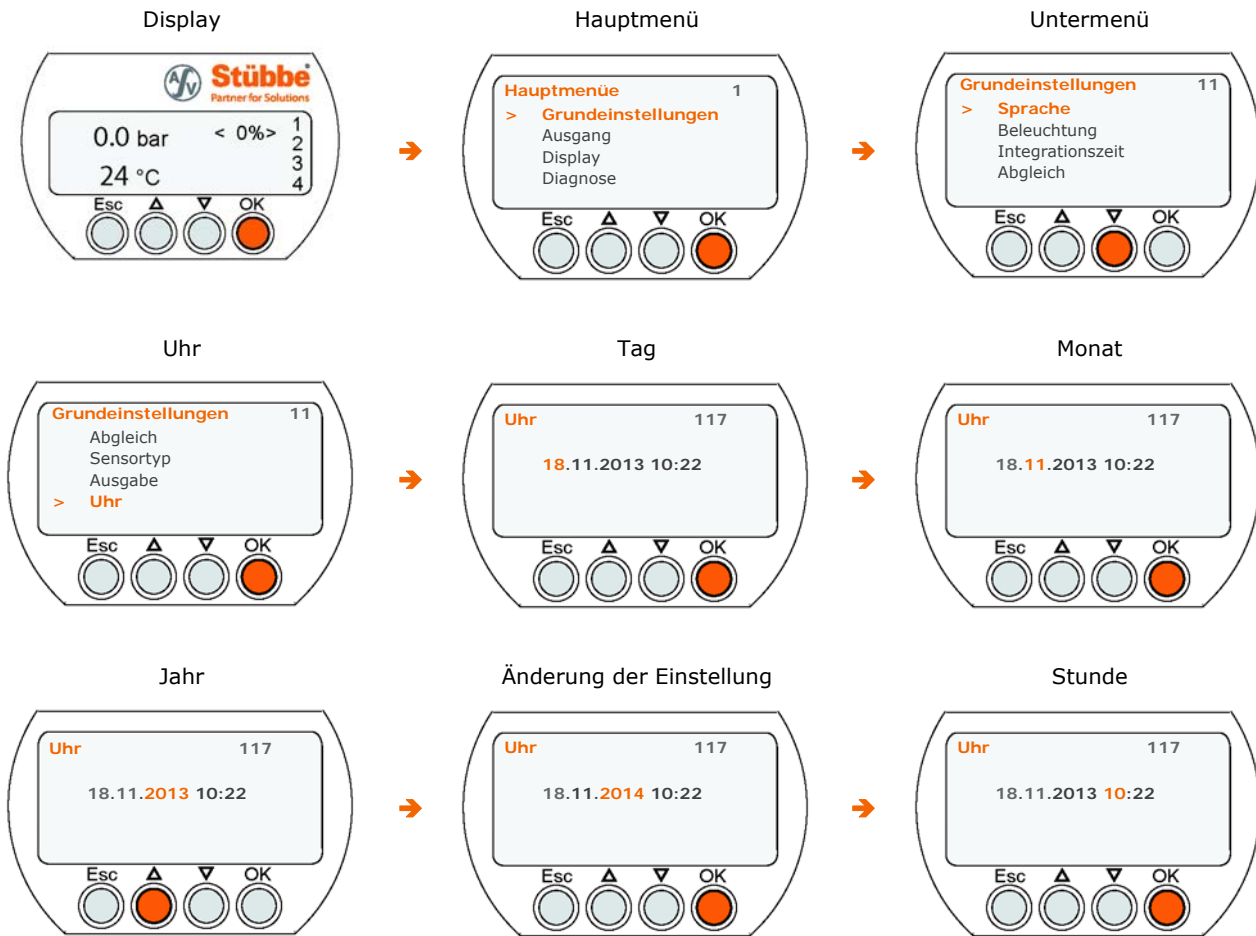 Display
ASV Stübbe
Partner for Solutions
0.0 bar < 0%> 1
2
3
24 °C 4
Esc △ ▽ OK
Hauptmenü
Hauptmenüe 1
> Grundeinstellungen
Ausgang
Display
Diagnose
Esc △ ▽ OK
Untermenü
Grundeinstellungen 11
> Sprache
Beleuchtung
Integrationszeit
Abgleich
Esc △ ▽ OK
Uhr
Grundeinstellungen 11
Abgleich
Sensortyp
Ausgabe
> Uhr
Esc △ ▽ OK
Tag
Uhr 117
18.11.2013 10:22
Esc △ ▽ OK
Monat
Uhr 117
18.11.2013 10:22
Esc △ ▽ OK
Jahr
Uhr 117
18.11.2013 10:22
Esc △ ▽ OK
Änderung der Einstellung
Uhr 117
18.11.2014 10:22
Esc △ ▽ OK
Stunde
Uhr 117
18.11.2013 10:22
Esc △ ▽ OK